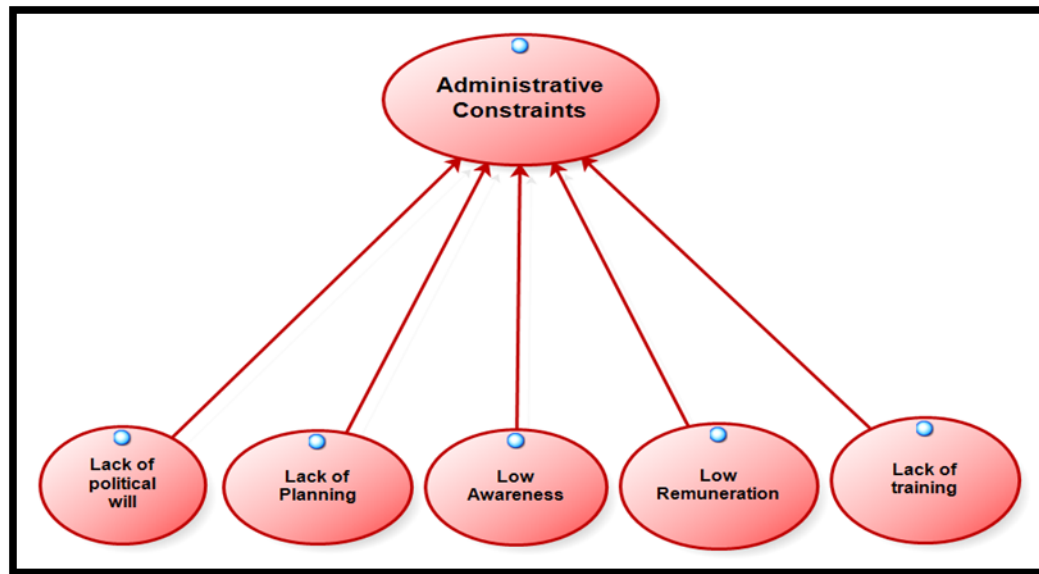 Administrative
Constraints
Lack of
political
will
Lack of
Planning
Low
Awareness
Low
Remuneration
Lack of
training